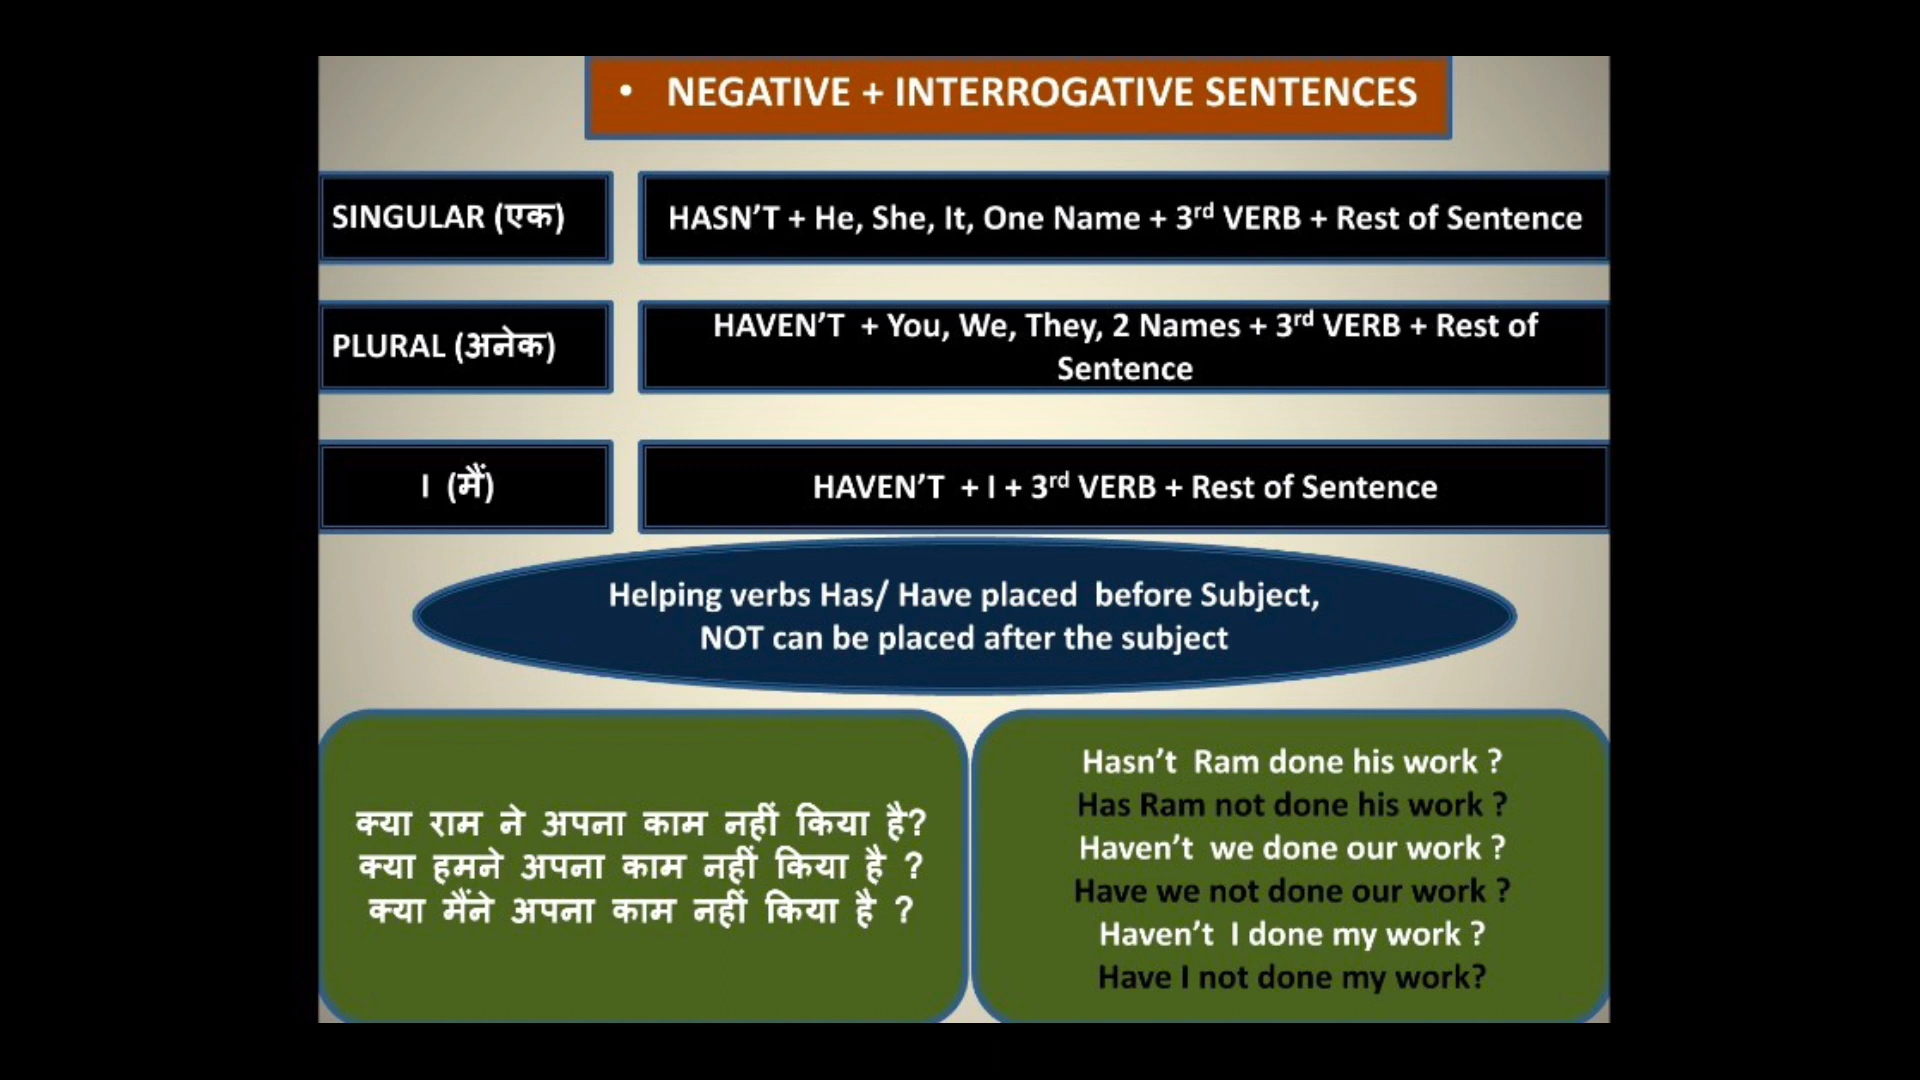 • NEGATIVE + INTERROGATIVE SENTENCES
SINGULAR (एक)
HASN'T + He, She, It, One Name + 3rd VERB + Rest of Sentence
PLURAL (अनेक)
HAVEN'T + You, We, They, 2 Names + 3rd VERB + Rest of
Sentence
I (मैं)
HAVEN'T + I + 3rd VERB + Rest of Sentence
Helping verbs Has/ Have placed before Subject,
NOT can be placed after the subject
क्या राम ने अपना काम नहीं किया है?
क्या हमने अपना काम नहीं किया है ?
क्या मैंने अपना काम नहीं किया है ?
Hasn't Ram done his work ?
Has Ram not done his work ?
Haven't we done our work ?
Have we not done our work ?
Haven't I done my work ?
Have I not done my work?